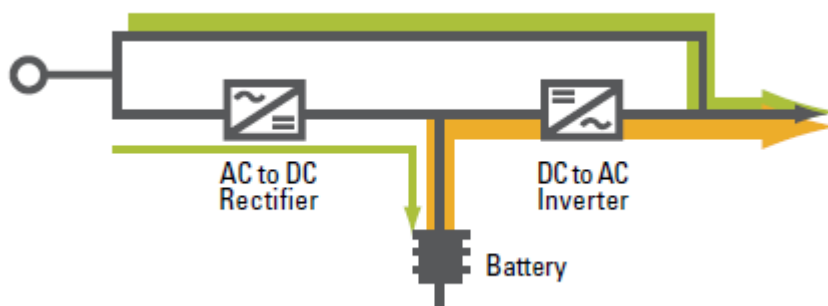 AC to DC
Rectifier
DC to AC
Inverter
Battery